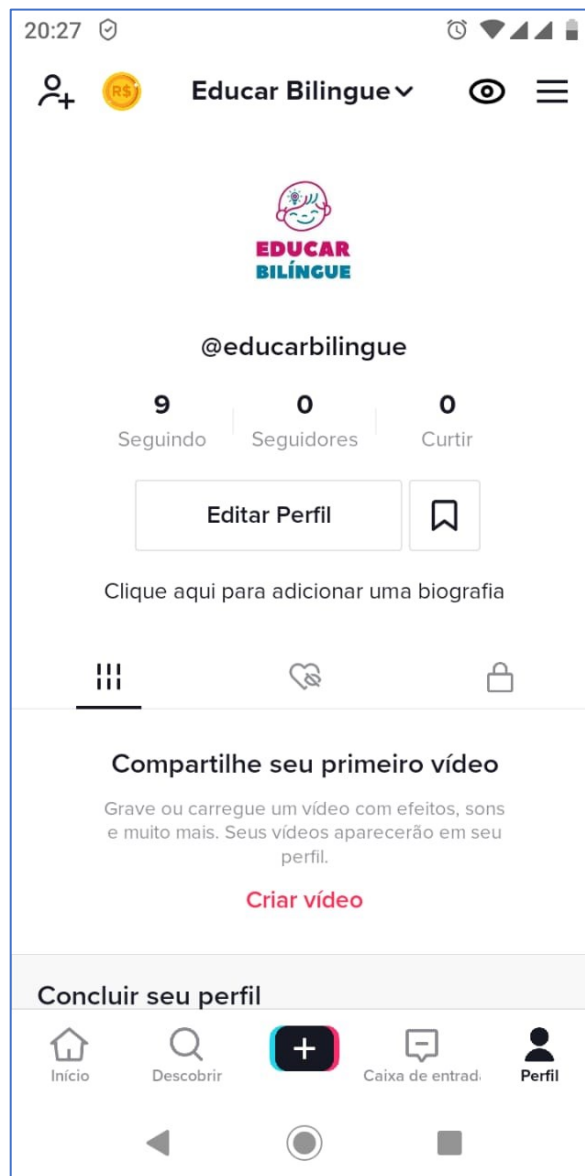 20:27
R$ Educar Bilingue
EDUCAR
BILÍNGUE
@educarbilingue
9 0 0
Seguindo Seguidores Curtir
Editar Perfil
Clique aqui para adicionar uma biografia
Compartilhe seu primeiro vídeo
Grave ou carregue um vídeo com efeitos, sons
e muito mais. Seus vídeos aparecerão em seu
perfil.
Criar vídeo
Concluir seu perfil
Início Descobrir Caixa de entrad. Perfil